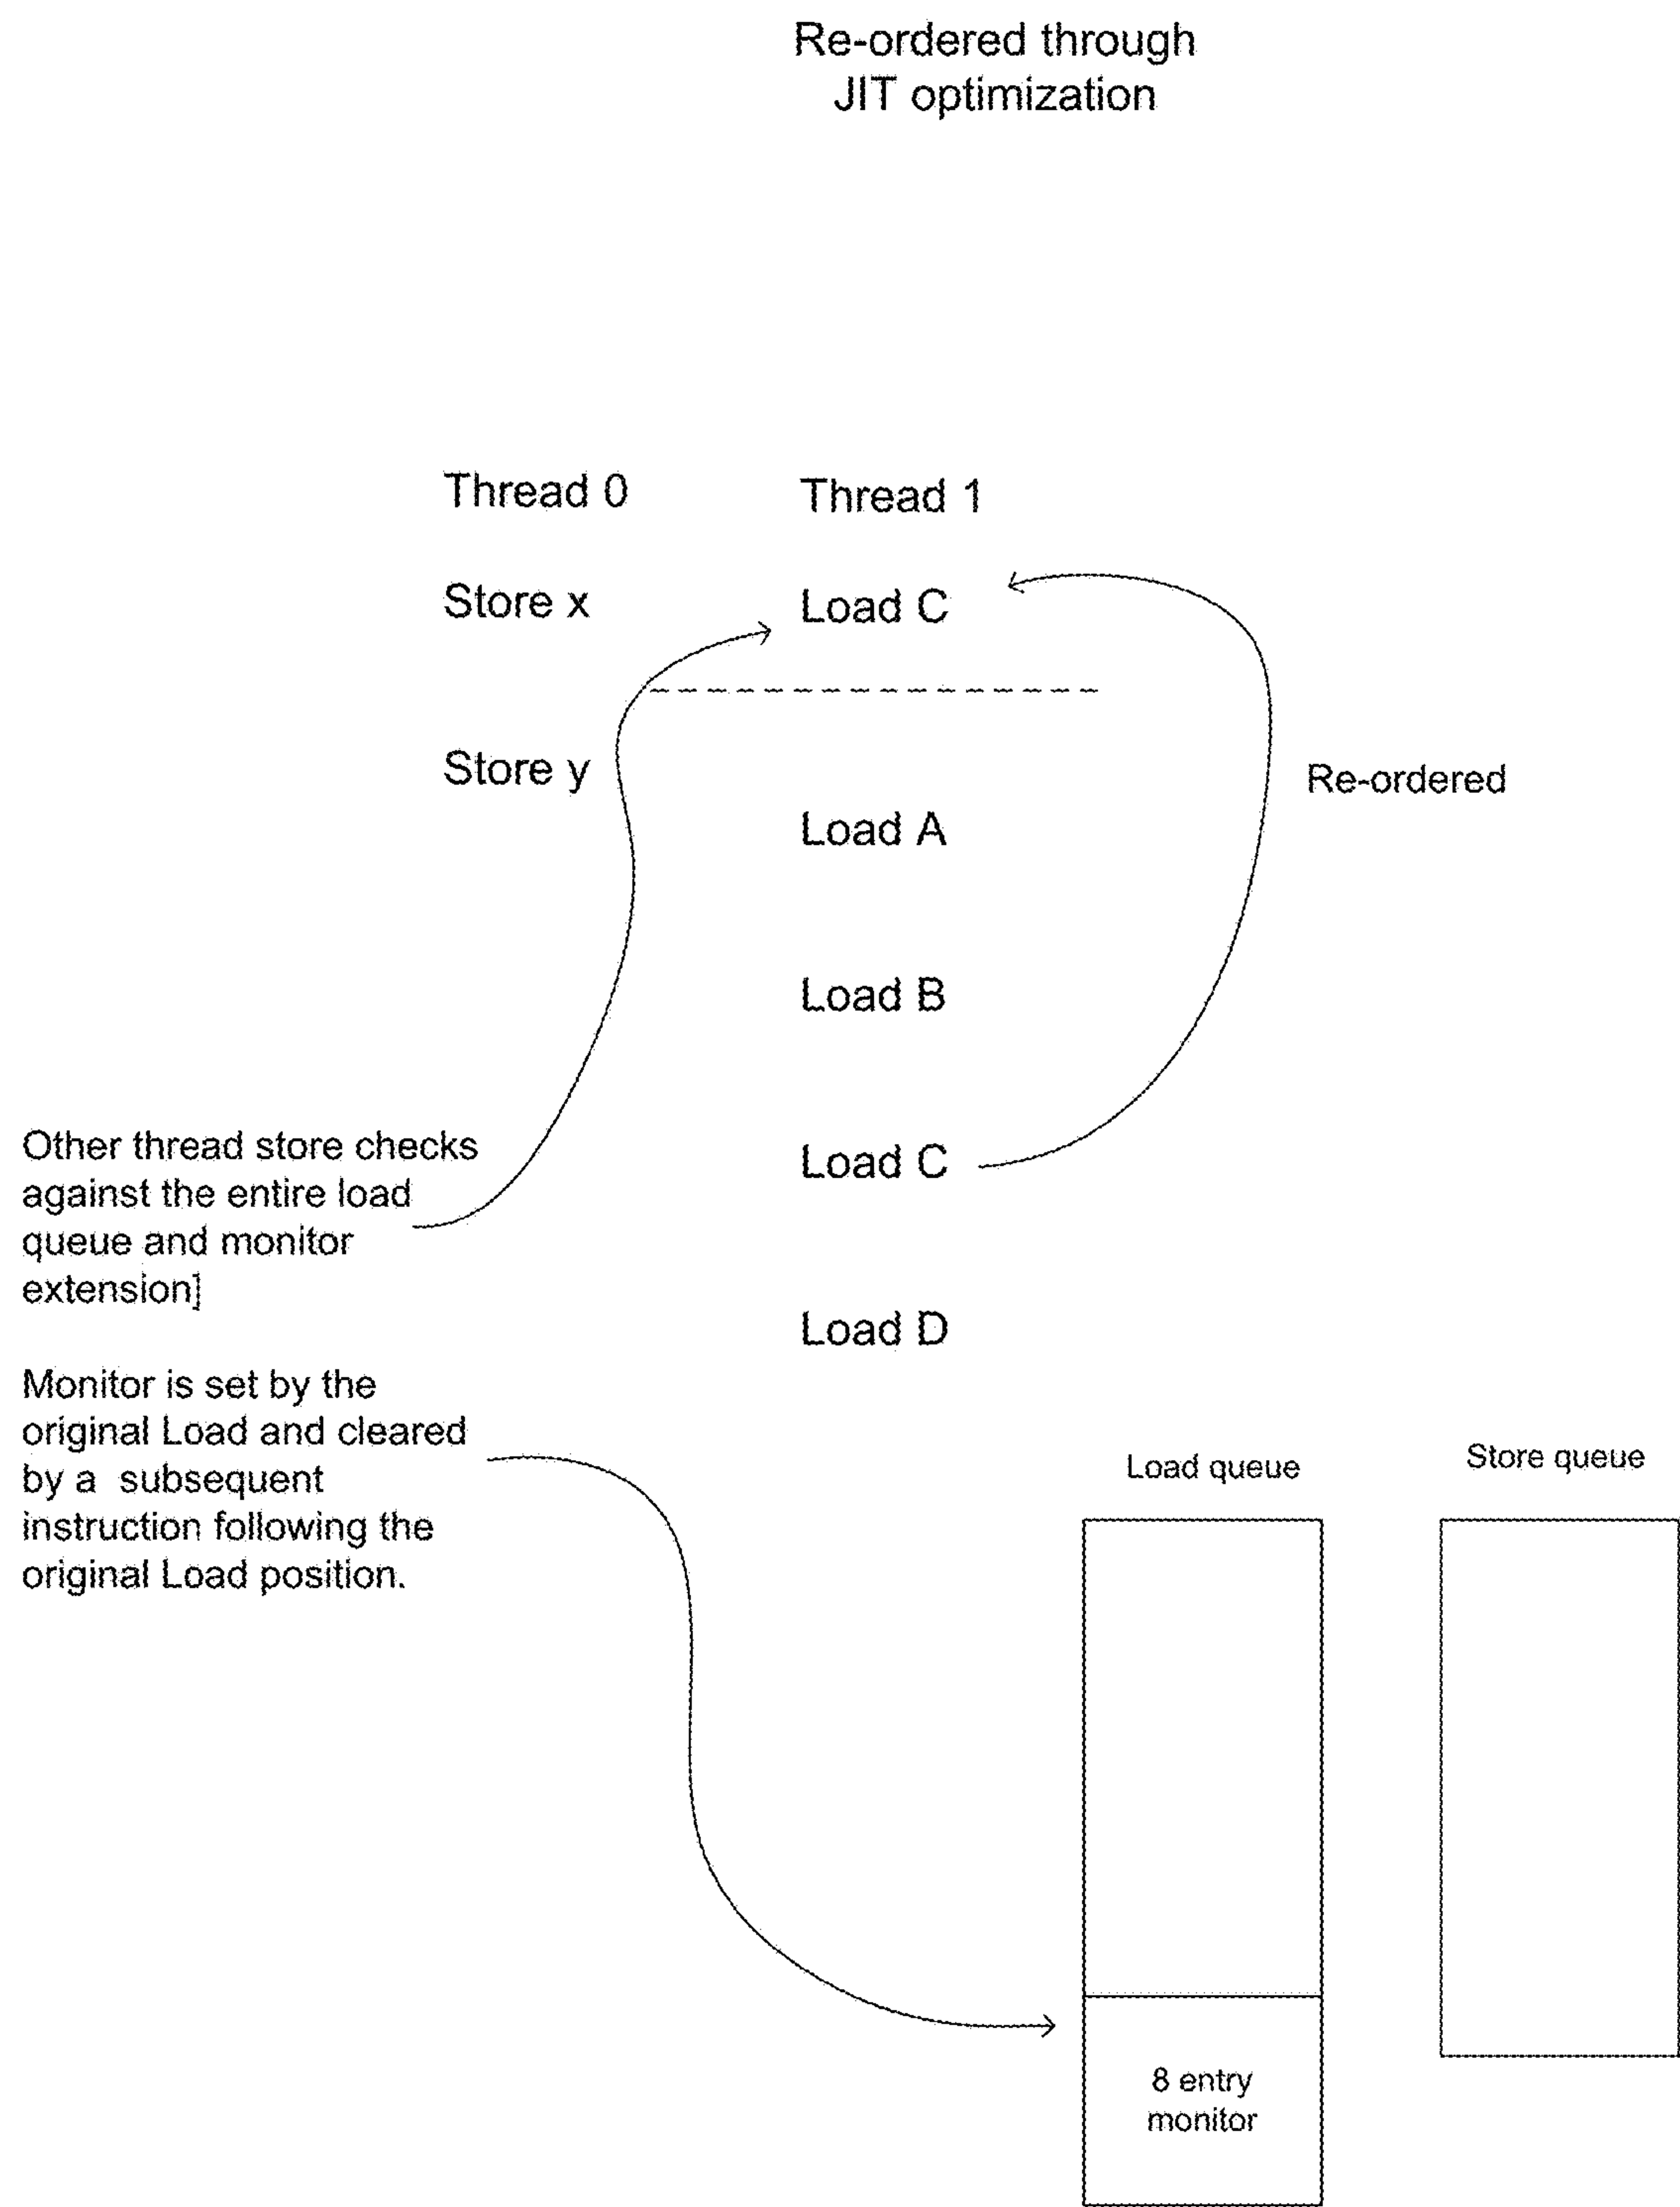 Re-ordered through
JIT optimization
Thread 0
Thread 1
Store x
Load C
Store y
Re-ordered
Load A
Load B
Other thread store checks
against the entire load
queue and monitor
extension]
Load C
Load D
Monitor is set by the
original Load and cleared
by a  subsequent
instruction following the
original Load position.
Load queue
Store queue
8 entry
monitor